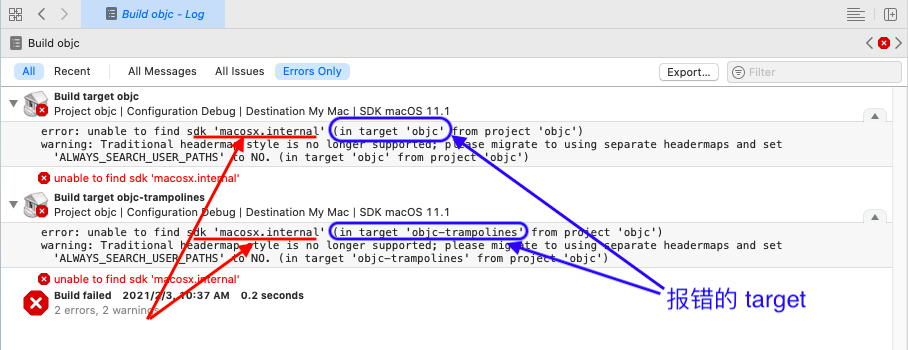 Build objc - Log
Build objc
All Recent All Messages All Issues Errors Only Export... Filter
Build target objc
Project objc | Configuration Debug | Destination My Mac | SDK macOS 11.1
error: unable to find sdk 'macosx.internal' (in target 'objc' from project 'objc')
warning: Traditional headermap style is no longer supported; please migrate to using separate headermaps and set
'ALWAYS_SEARCH_USER_PATHS' to NO. (in target 'objc' from project 'objc')
unable to find sdk 'macosx.internal'
Build target objc-trampolines
Project objc | Configuration Debug | Destination My Mac | SDK macOS 11.1
error: unable to find sdk 'macosx.internal' (in target 'objc-trampolines' from project 'objc')
warning: Traditional headermap style is no longer supported; please migrate to using separate headermaps and set
'ALWAYS_SEARCH_USER_PATHS' to NO. (in target 'objc-trampolines' from project 'objc')
unable to find sdk 'macosx.internal'
Build failed 2021/2/3, 10:37 AM 0.2 seconds
2 errors, 2 warnings
报错的 target